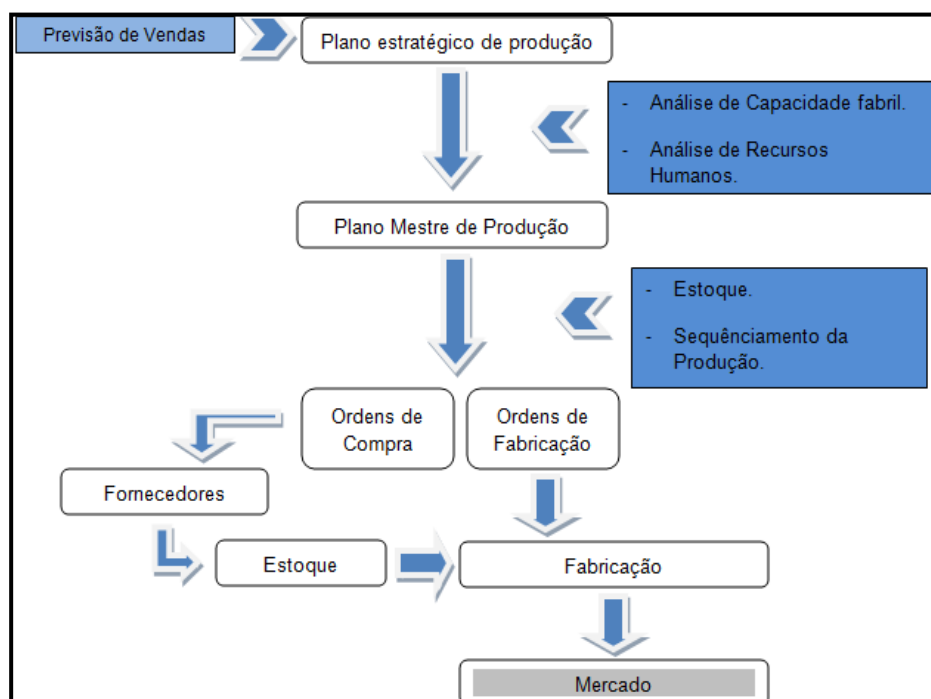 Previsão de Vendas
Plano estratégico de produção
- Análise de Capacidade fabril.
- Análise de Recursos
Humanos.
Plano Mestre de Produção
- Estoque.
- Sequênciamento da
Produção.
Ordens de
Compra
Ordens de
Fabricação
Fornecedores
Estoque
Fabricação
Mercado